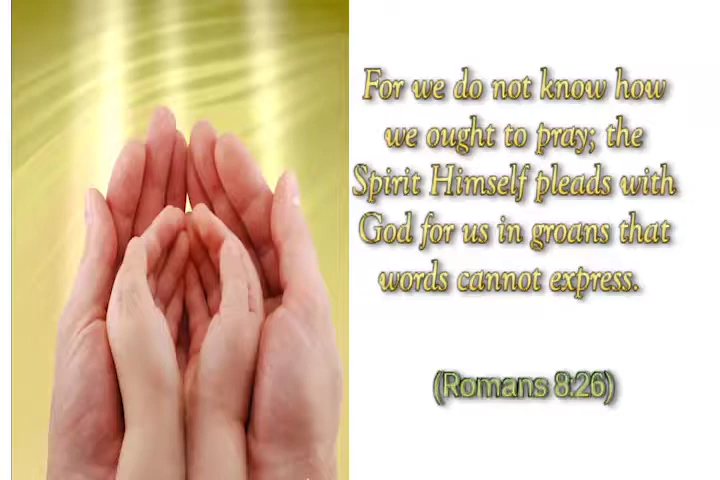 For we do not know how
we ought to pray; the
Spirit Himself pleads with
God for us in groans that
words cannot express.
(Romans 8:26)